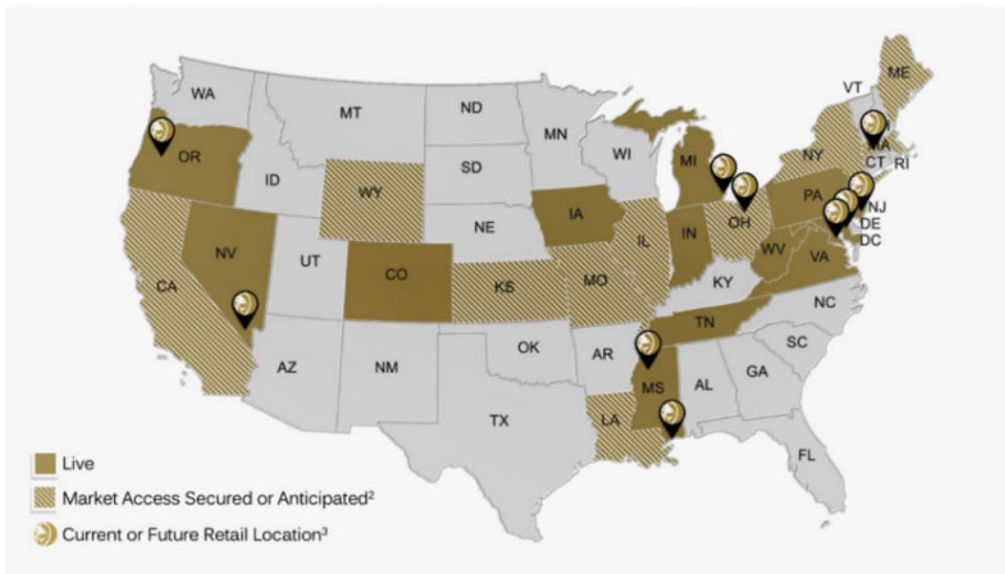 WA
MT
ND
MN
OR
ID
SD
WI
MI
VT
ME
NY
MA
CT RI
WY
NE
IA
PA
NJ
DE
DC
NV
UT
CO
KS
MO
IL
IN
OH
WV
VA
KY
CA
AZ
NM
OK
AR
TN
NC
SC
TX
LA
MS
AL
GA
FL
Live
Market Access Secured or Anticipated²
Current or Future Retail Location³